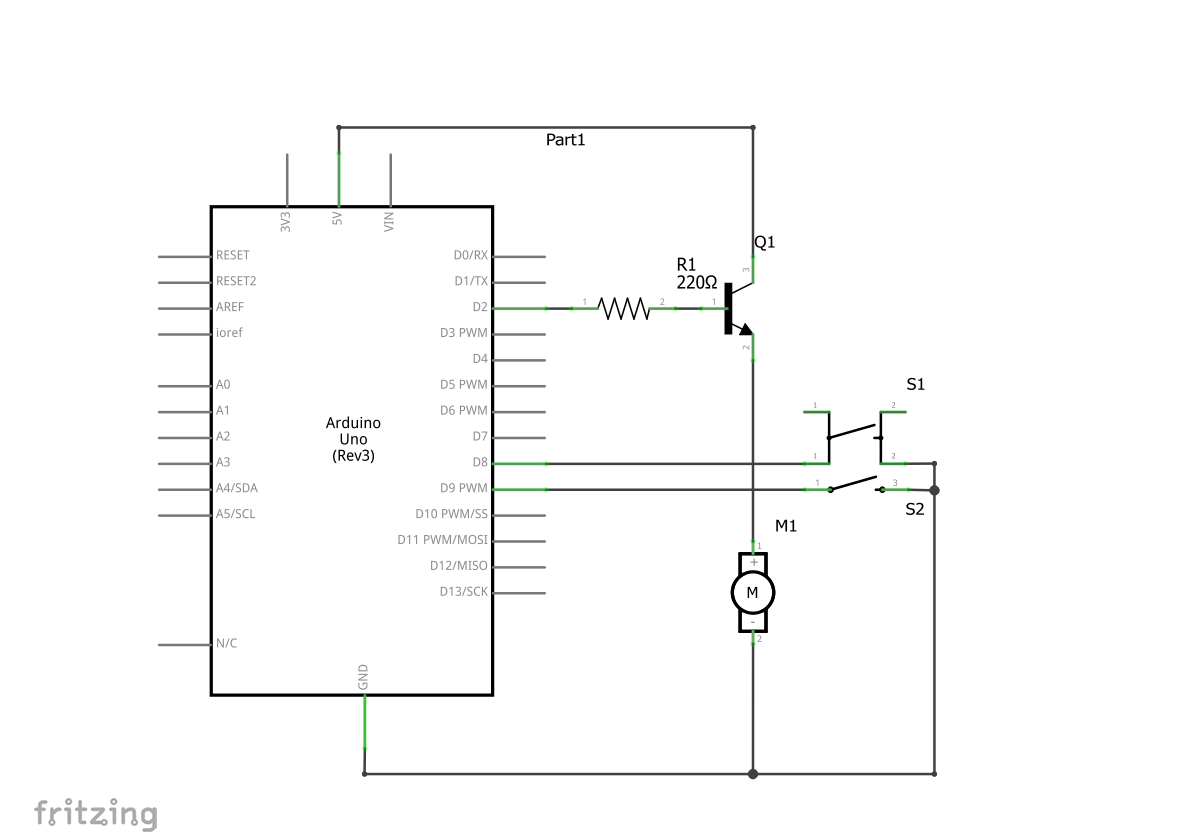 Part1
3V3
5V
VIN
Q1
3
R1
220Ω
1
2
1
2
RESET
RESET2
AREF
ioref
A0
A1
A2
A3
A4/SDA
A5/SCL
N/C
Arduino
Uno
(Rev3)
D0/RX
D1/TX
D2
D3 PWM
D4
D5 PWM
D6 PWM
D7
D8
D9 PWM
D10 PWM/SS
D11 PWM/MOSI
D12/MISO
D13/SCK
GND
S1
1
2
1
2
1
3
S2
M1
1
+
M
-
2
fritzing